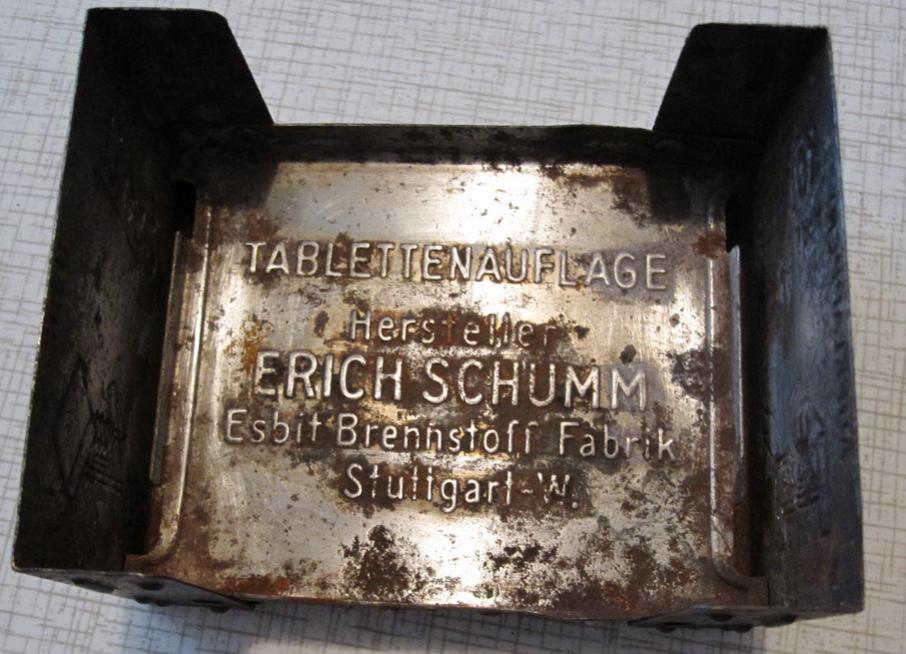 TABLETTENAUFLAGE
Hersteller
ERICH SCHUMM
Esbit Brennstoff Fabrik
Stuttgart-W.